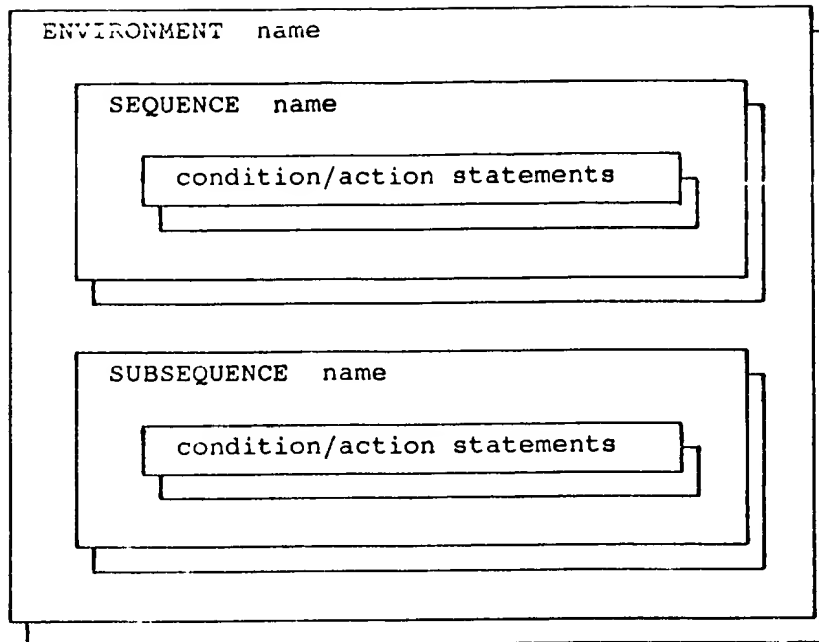 ENVIRONMENT name
SEQUENCE name
condition/action statements
SUBSEQUENCE name
condition/action statements